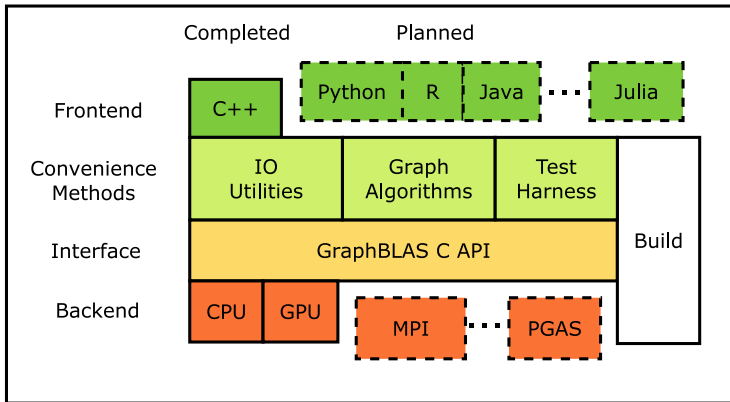 Completed
Planned
Frontend
C++
Python
R
Java
Julia
Convenience
Methods
IO
Utilities
Graph
Algorithms
Test
Harness
Build
Interface
GraphBLAS C API
Backend
CPU
GPU
MPI
PGAS